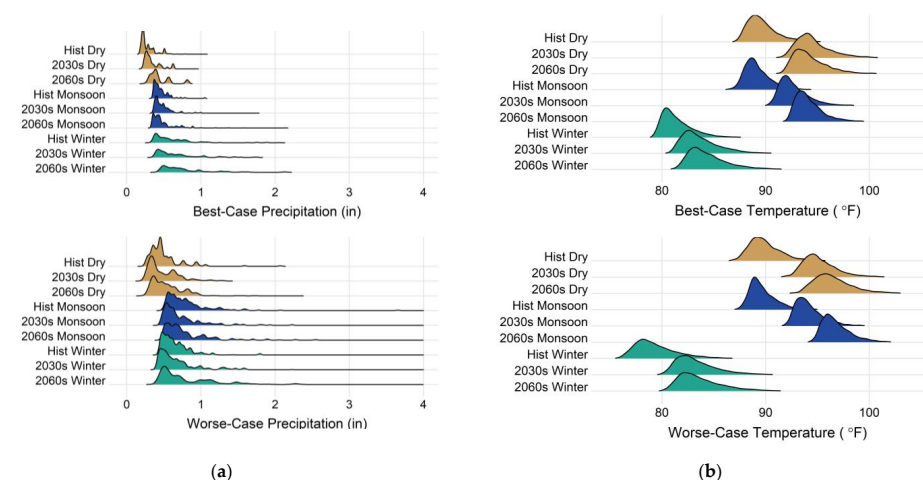 Hist Dry
2030s Dry
2060s Dry
Hist Monsoon
2030s Monsoon
2060s Monsoon
Hist Winter
2030s Winter
2060s Winter
0 1 2 3 4
Best-Case Precipitation (in)
Hist Dry
2030s Dry
2060s Dry
Hist Monsoon
2030s Monsoon
2060s Monsoon
Hist Winter
2030s Winter
2060s Winter
0 1 2 3 4
Worse-Case Precipitation (in)
(a)
Hist Dry
2030s Dry
2060s Dry
Hist Monsoon
2030s Monsoon
2060s Monsoon
Hist Winter
2030s Winter
2060s Winter
80 90 100
Best-Case Temperature ( °F)
Hist Dry
2030s Dry
2060s Dry
Hist Monsoon
2030s Monsoon
2060s Monsoon
Hist Winter
2030s Winter
2060s Winter
80 90 100
Worse-Case Temperature ( °F)
(b)